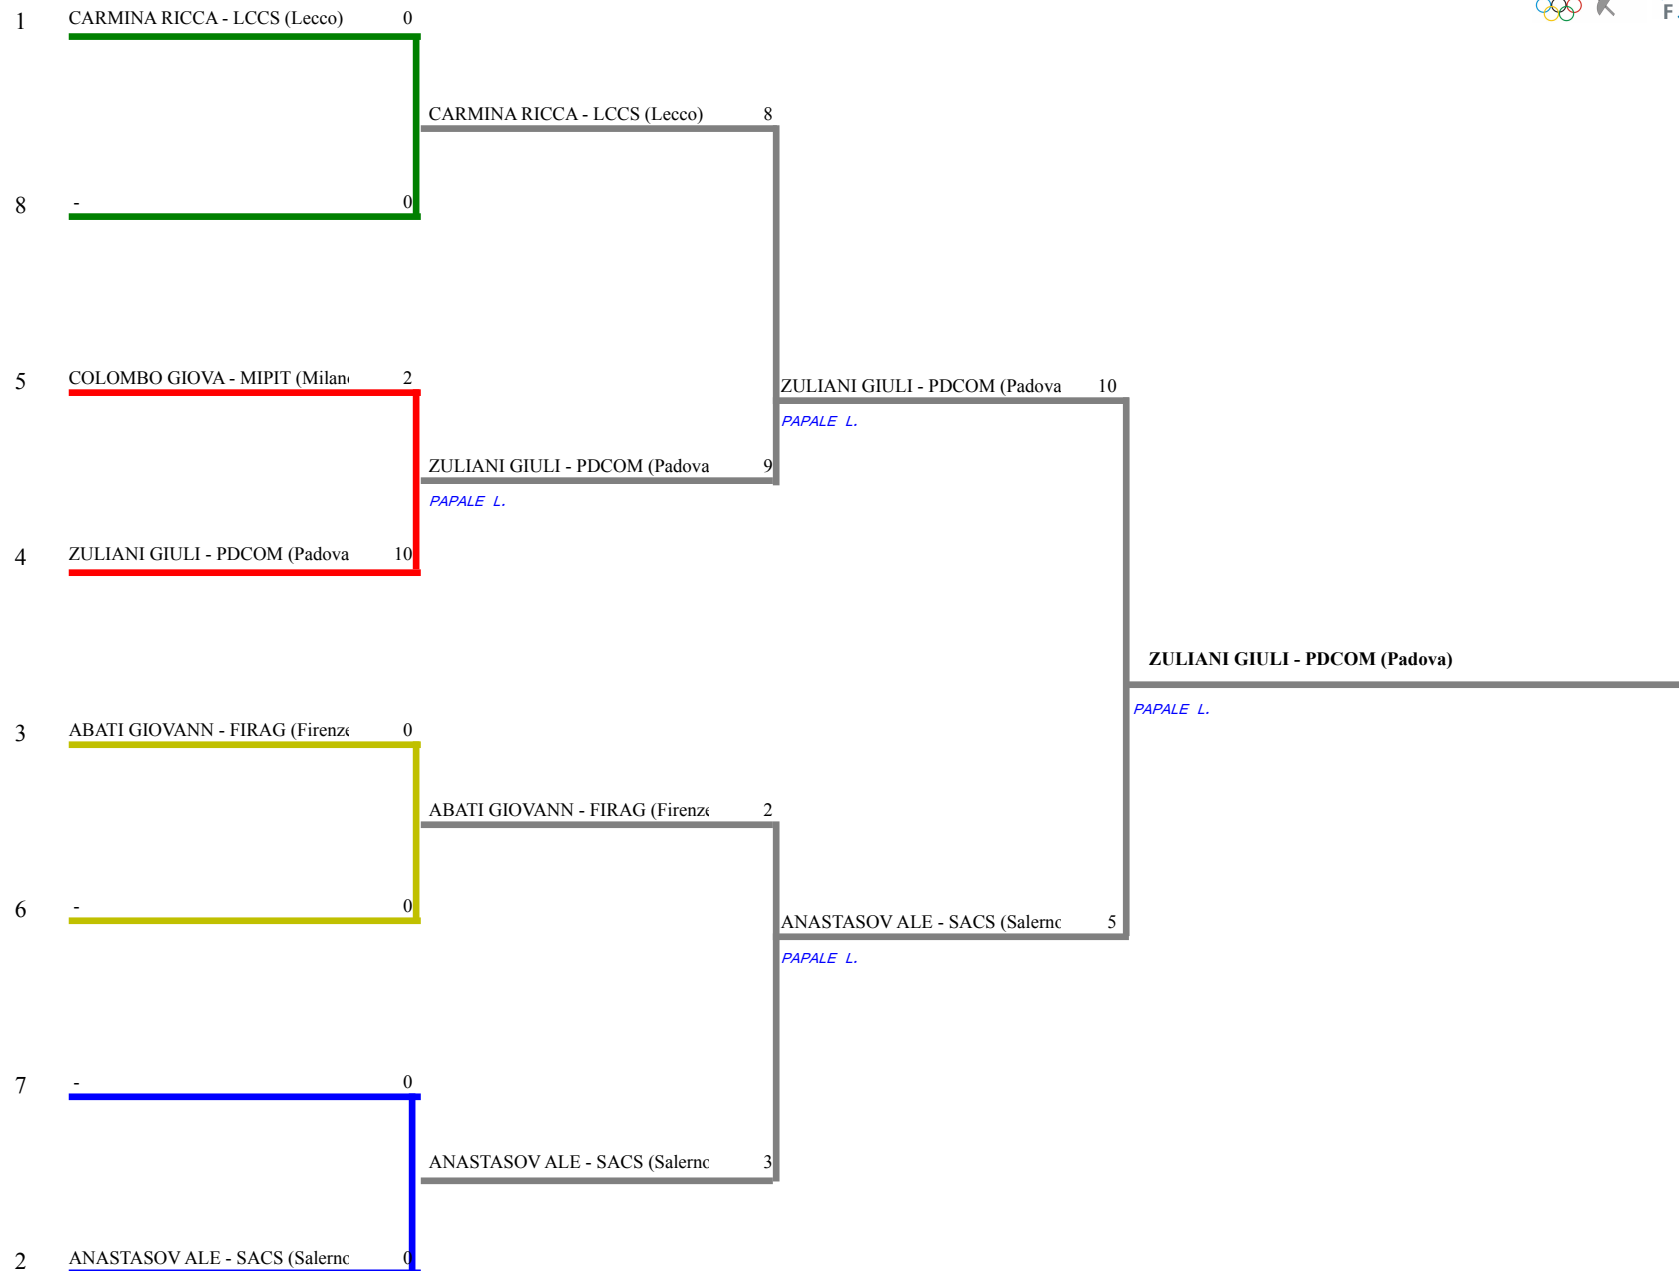 1 CARMINA RICCA - LCCS (Lecco) 0
F
CARMINA RICCA - LCCS (Lecco) 8
8 - 0
5 COLOMBO GIOVA - MIPIT (Milan 2
ZULIANI GIULI - PDCOM (Padova 10
PAPALE L.
ZULIANI GIULI - PDCOM (Padova 9
PAPALE L.
4 ZULIANI GIULI - PDCOM (Padova 10
ZULIANI GIULI - PDCOM (Padova)
PAPALE L.
3 ABATI GIOVANN - FIRAG (Firenze 0
ABATI GIOVANN - FIRAG (Firenze 2
6 - 0
ANASTASOV ALE - SACS (Salerno 5
PAPALE L.
7 - 0
ANASTASOV ALE - SACS (Salerno 3
2 ANASTASOV ALE - SACS (Salerno 0